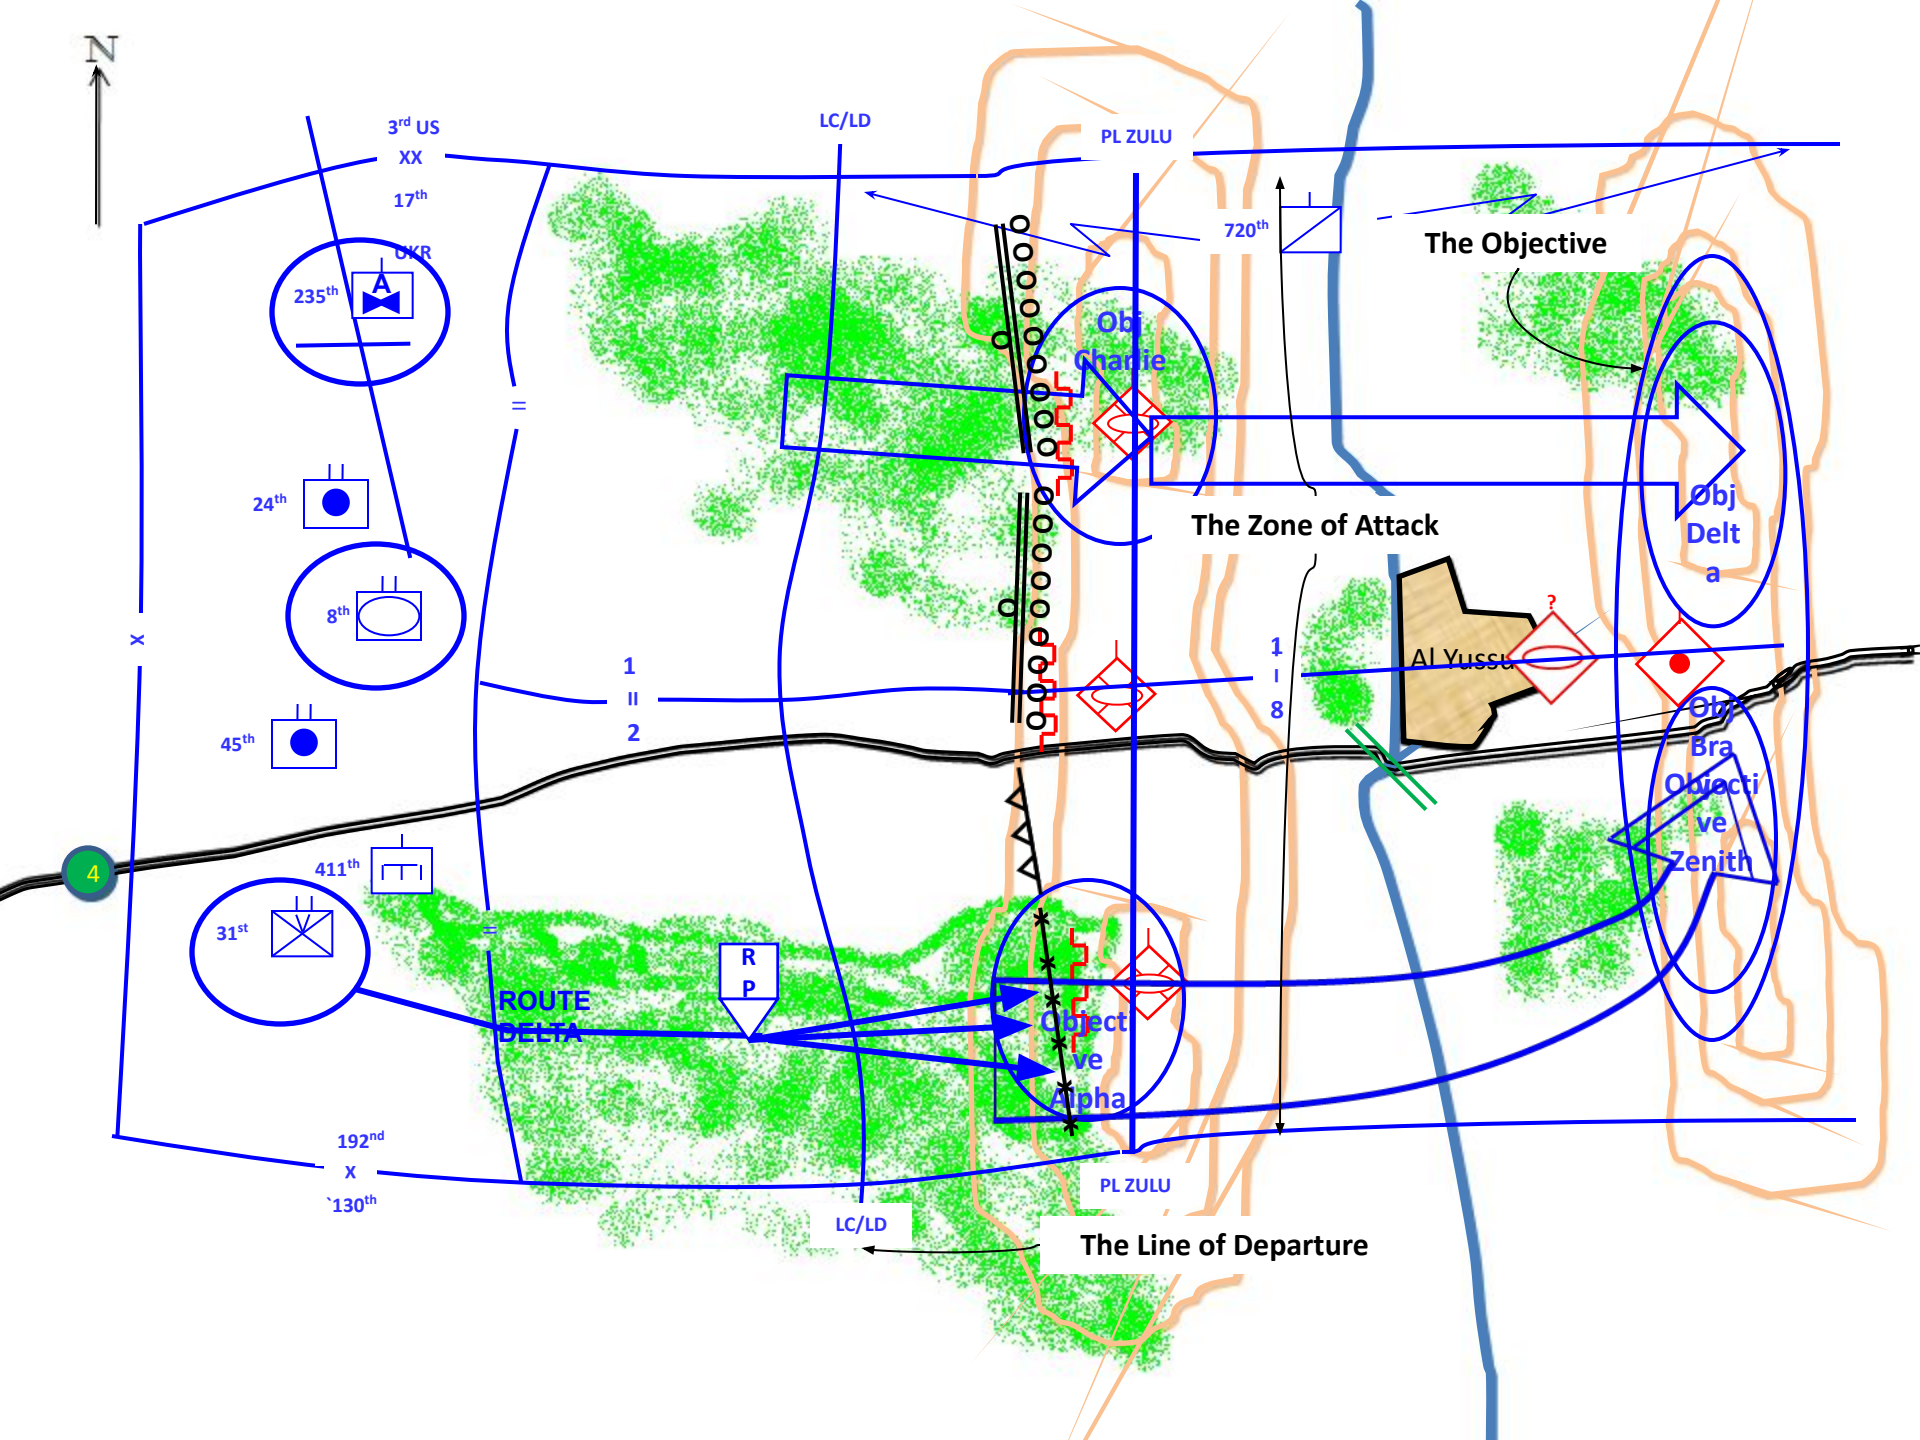 N
3rd US
XX
17th
UKR
LC/LD
PL ZULU
720th
The Objective
A
235th
Obj
Charlie
24th
Obj
Delt
a
The Zone of Attack
?
8th
X
1
II
2
1
I
8
Al Yussu
=
45th
Obj
Bra
Objecti
ve
Zenith
411th
4
31st
=
R
P
ROUTE
DELTA
Objecti
ve
Alpha
192nd
X
`130th
PL ZULU
LC/LD
The Line of Departure